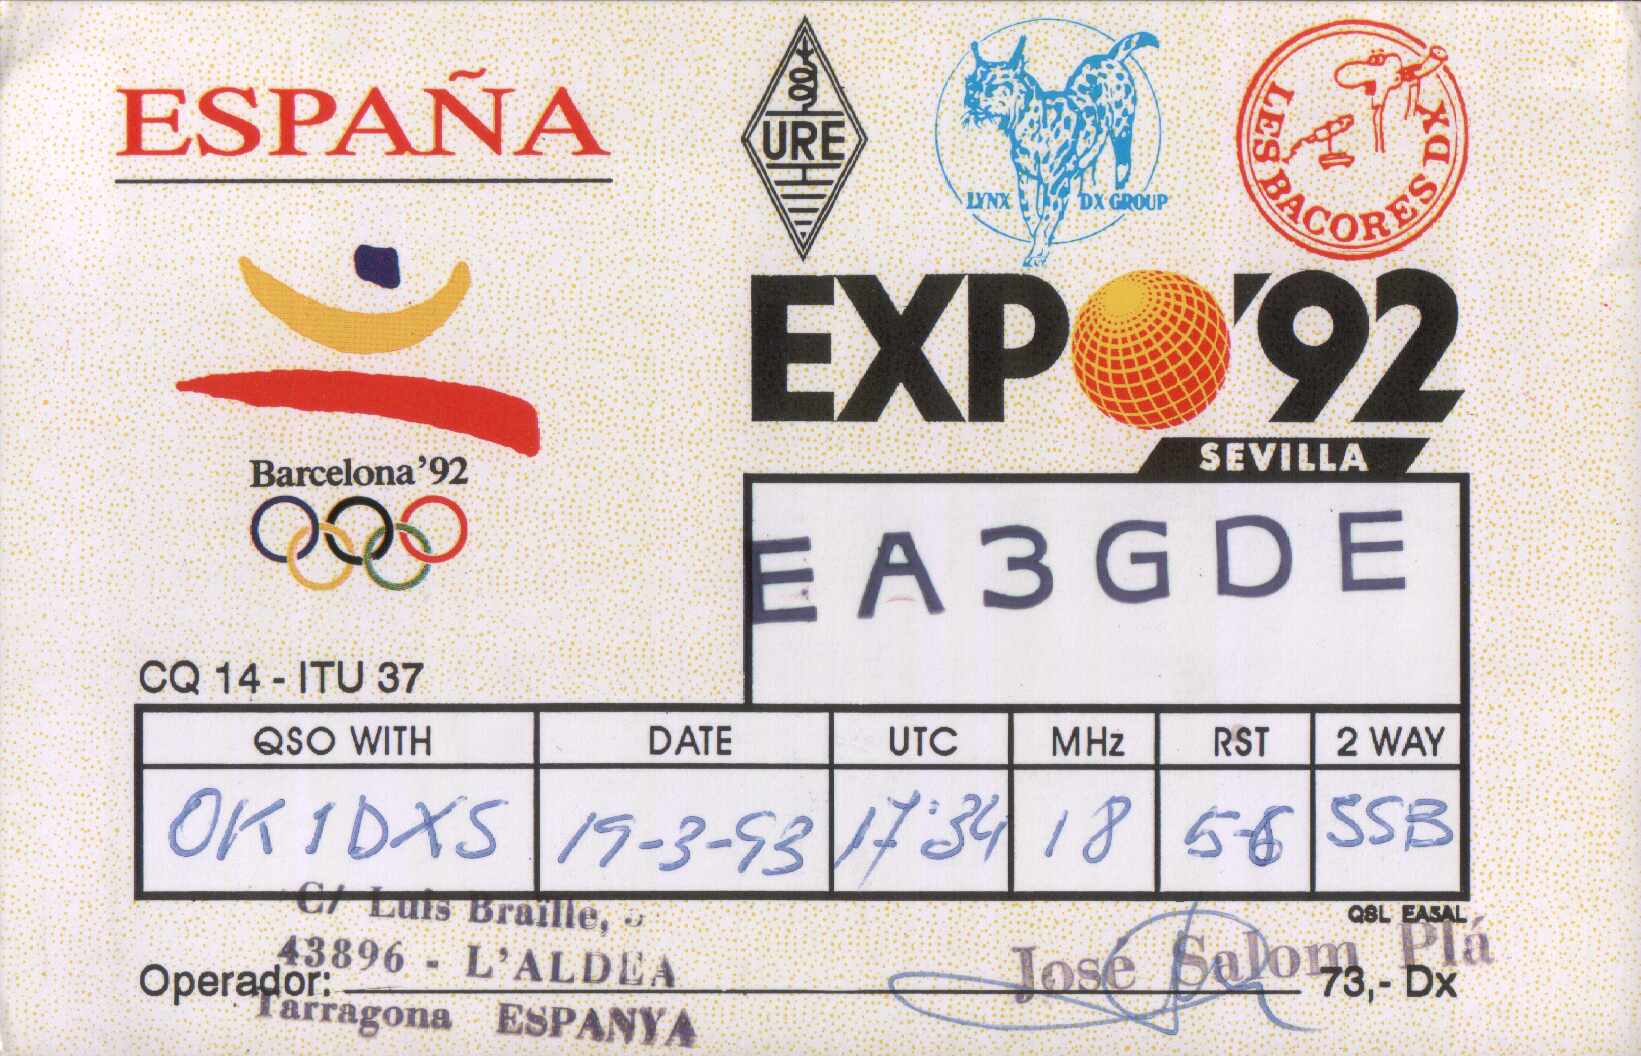 ESPAÑA
URE
LYNX DX GROUP
LES BACORES DX
EXPO'92
SEVILLA
Barcelona'92
EA3GDE
CQ 14 - ITU 37
QSO WITH DATE UTC MHz RST 2 WAY
OK1DXS 19-3-93 17:34 18 5-6 SSB
C/ Luis Braille,
QSL EA5AL
43896 - L'ALDEA
José Salom Plá
Operador: 73,- Dx
Tarragona ESPANYA